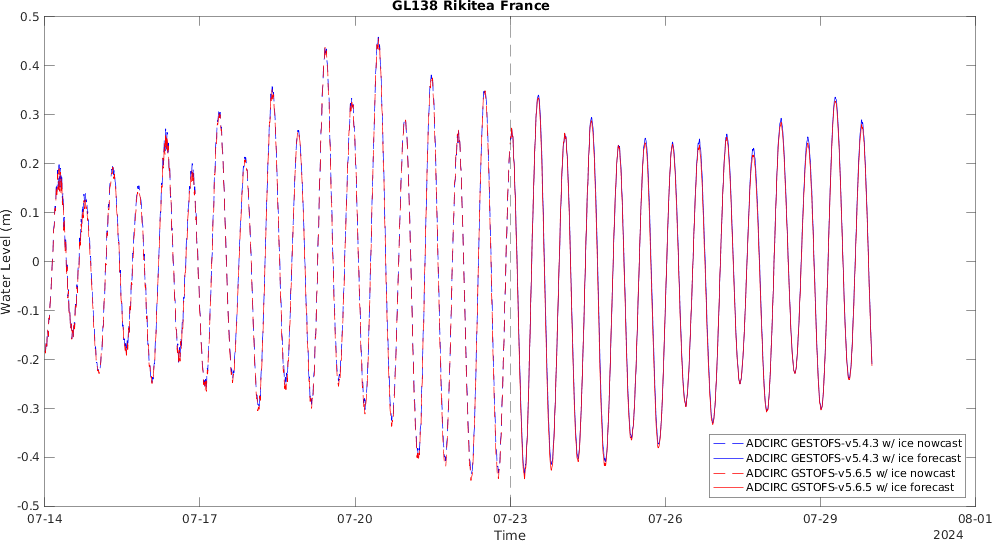 GL138 Rikitea France
0.5
0.4
0.3
0.2
0.1
0
-0.1
-0.2
-0.3
-0.4
-0.5
Water Level (m)
ADCIRC GESTOFS-v5.4.3 w/ ice nowcast
ADCIRC GESTOFS-v5.4.3 w/ ice forecast
ADCIRC GSTOFS-v5.6.5 w/ ice nowcast
ADCIRC GSTOFS-v5.6.5 w/ ice forecast
07-14 07-17 07-20 07-23 07-26 07-29 08-01
Time
2024